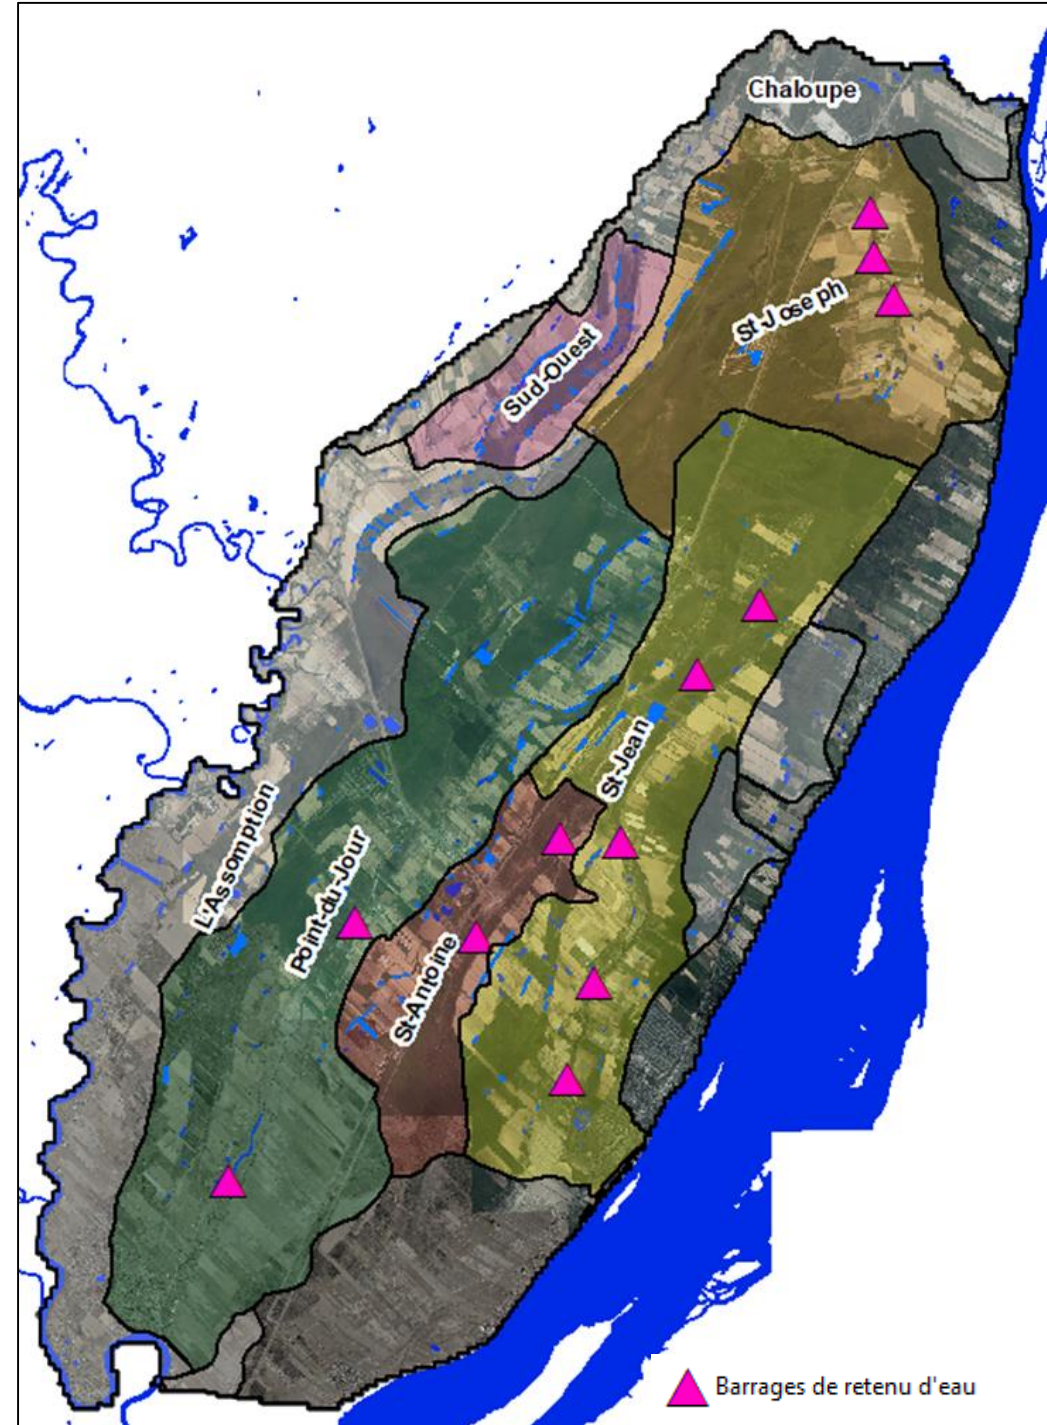 Chaloupe
St-Joseph
Sud-Ouest
St-Jean
L'Assomption
Point-du-Jour
St-Antoine
Barrages de retenu d'eau